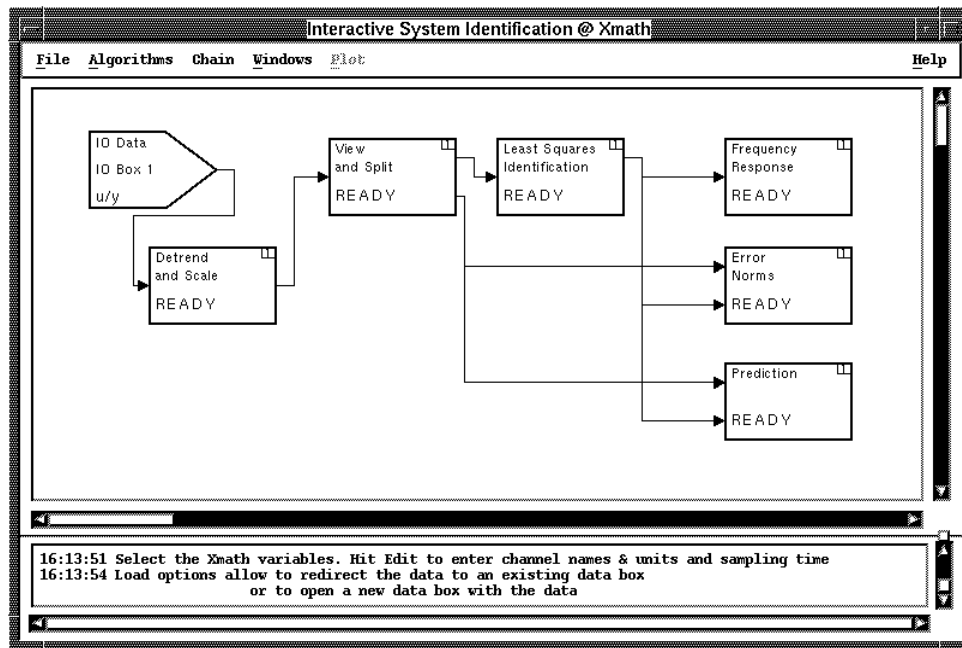 Interactive System Identification @ Xmath
File Algorithms Chain Windows Plot Help
IO Data
IO Box 1
u/y
Detrend
and Scale
READY
View
and Split
READY
Least Squares
Identification
READY
Frequency
Response
READY
Error
Norms
READY
Prediction
READY
16:13:51 Select the Xmath variables. Hit Edit to enter channel names & units and sampling time
16:13:54 Load options allow to redirect the data to an existing data box
or to open a new data box with the data